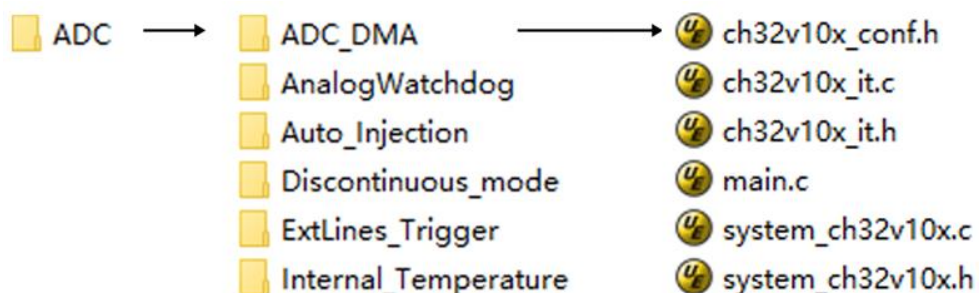 ADC ADC_DMA ch32v10x_conf.h
AnalogWatchdog ch32v10x_it.c
Auto_Injection ch32v10x_it.h
Discontinuous_mode main.c
ExtLines_Trigger system_ch32v10x.c
Internal_Temperature system_ch32v10x.h